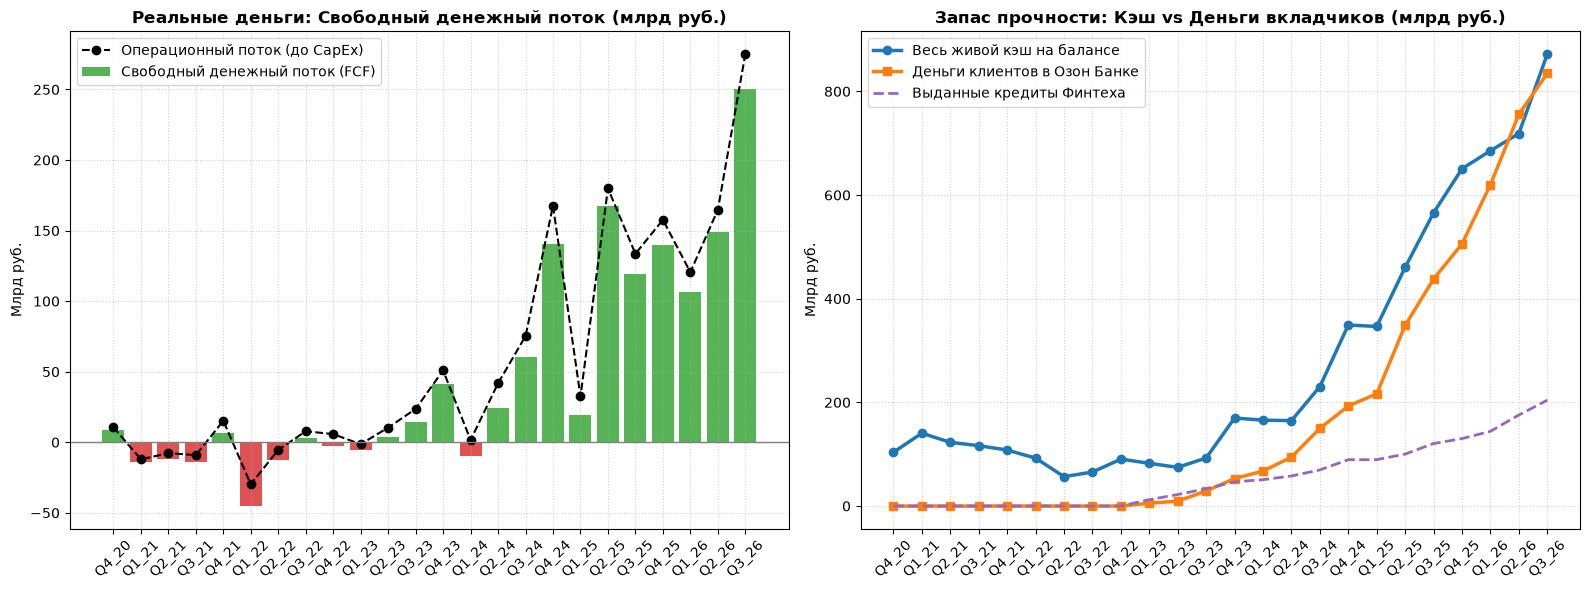 Реальные деньги: Свободный денежный поток (млрд руб.)
Операционный поток (до CapEx)
Свободный денежный поток (FCF)
Млрд руб.
250
200
150
100
50
0
−50
Q4_20
Q1_21
Q2_21
Q3_21
Q4_21
Q1_22
Q2_22
Q3_22
Q4_22
Q1_23
Q2_23
Q3_23
Q4_23
Q1_24
Q2_24
Q3_24
Q4_24
Q1_25
Q2_25
Q3_25
Q4_25
Q1_26
Q2_26
Q3_26
Запас прочности: Кэш vs Деньги вкладчиков (млрд руб.)
Весь живой кэш на балансе
Деньги клиентов в Озон Банке
Выданные кредиты Финтеха
Млрд руб.
800
600
400
200
0
Q4_20
Q1_21
Q2_21
Q3_21
Q4_21
Q1_22
Q2_22
Q3_22
Q4_22
Q1_23
Q2_23
Q3_23
Q4_23
Q1_24
Q2_24
Q3_24
Q4_24
Q1_25
Q2_25
Q3_25
Q4_25
Q1_26
Q2_26
Q3_26